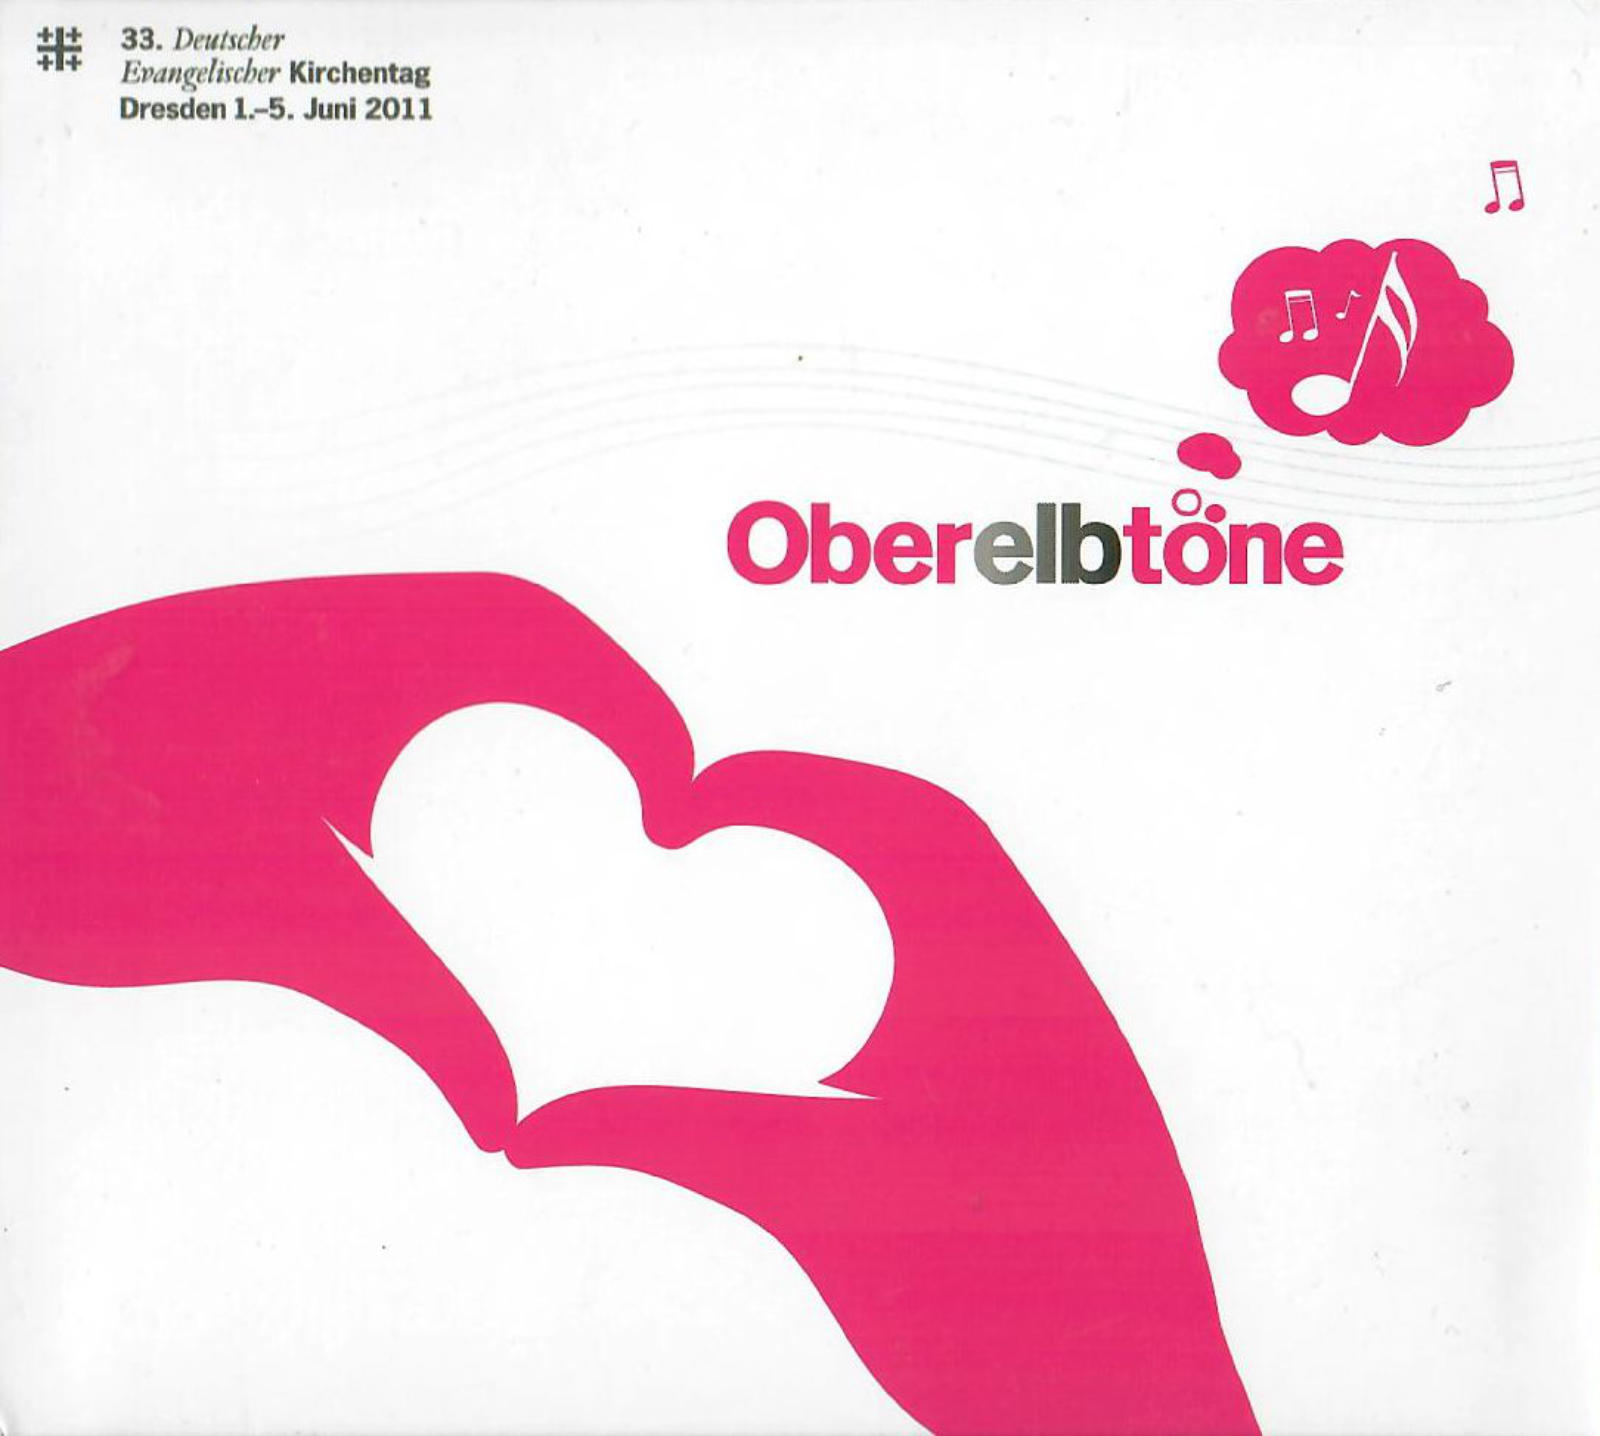 33. Deutscher
Evangelischer Kirchentag
Dresden 1.–5. Juni 2011
Oberelbtöne